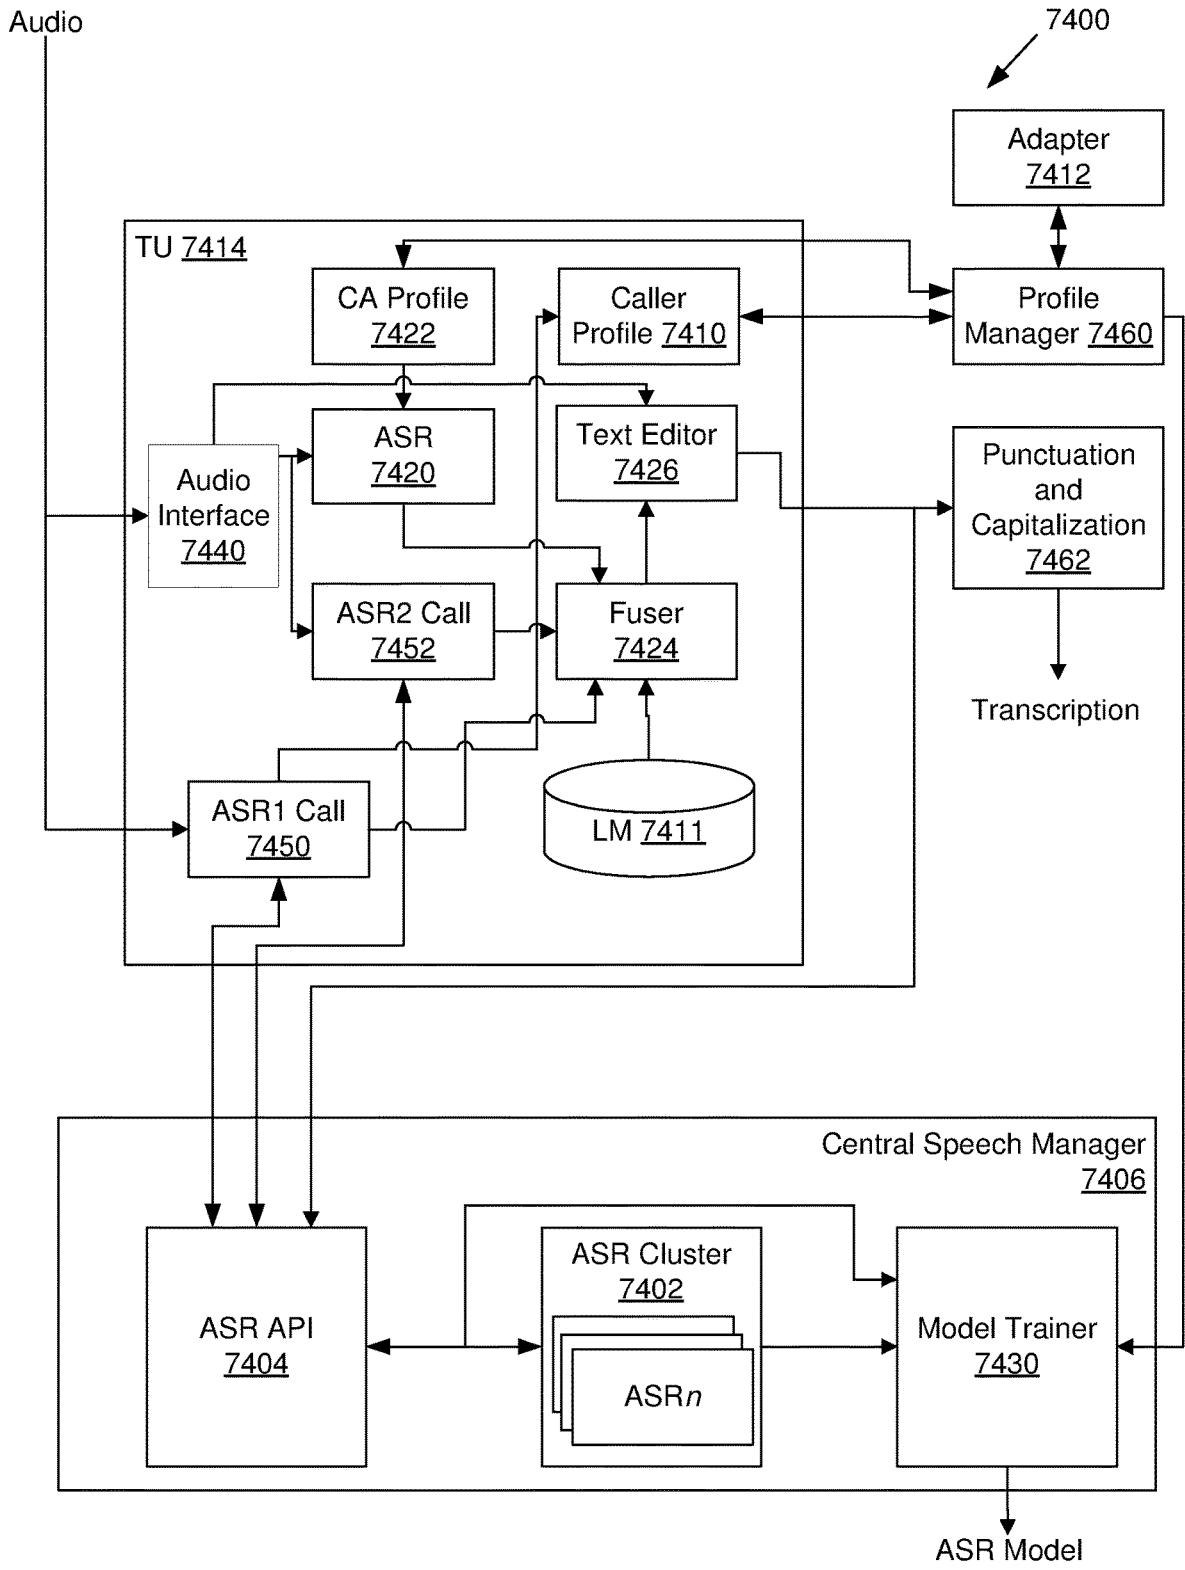 Audio
7400
Adapter
7412
TU 7414
CA Profile
7422
Caller
Profile 7410
Profile
Manager 7460
ASR
7420
Text Editor
7426
Punctuation
and
Capitalization
7462
Audio
Interface
7440
ASR2 Call
7452
Fuser
7424
Transcription
ASR1 Call
7450
LM 7411
Central Speech Manager
7406
ASR API
7404
ASR Cluster
7402
ASRn
Model Trainer
7430
ASR Model